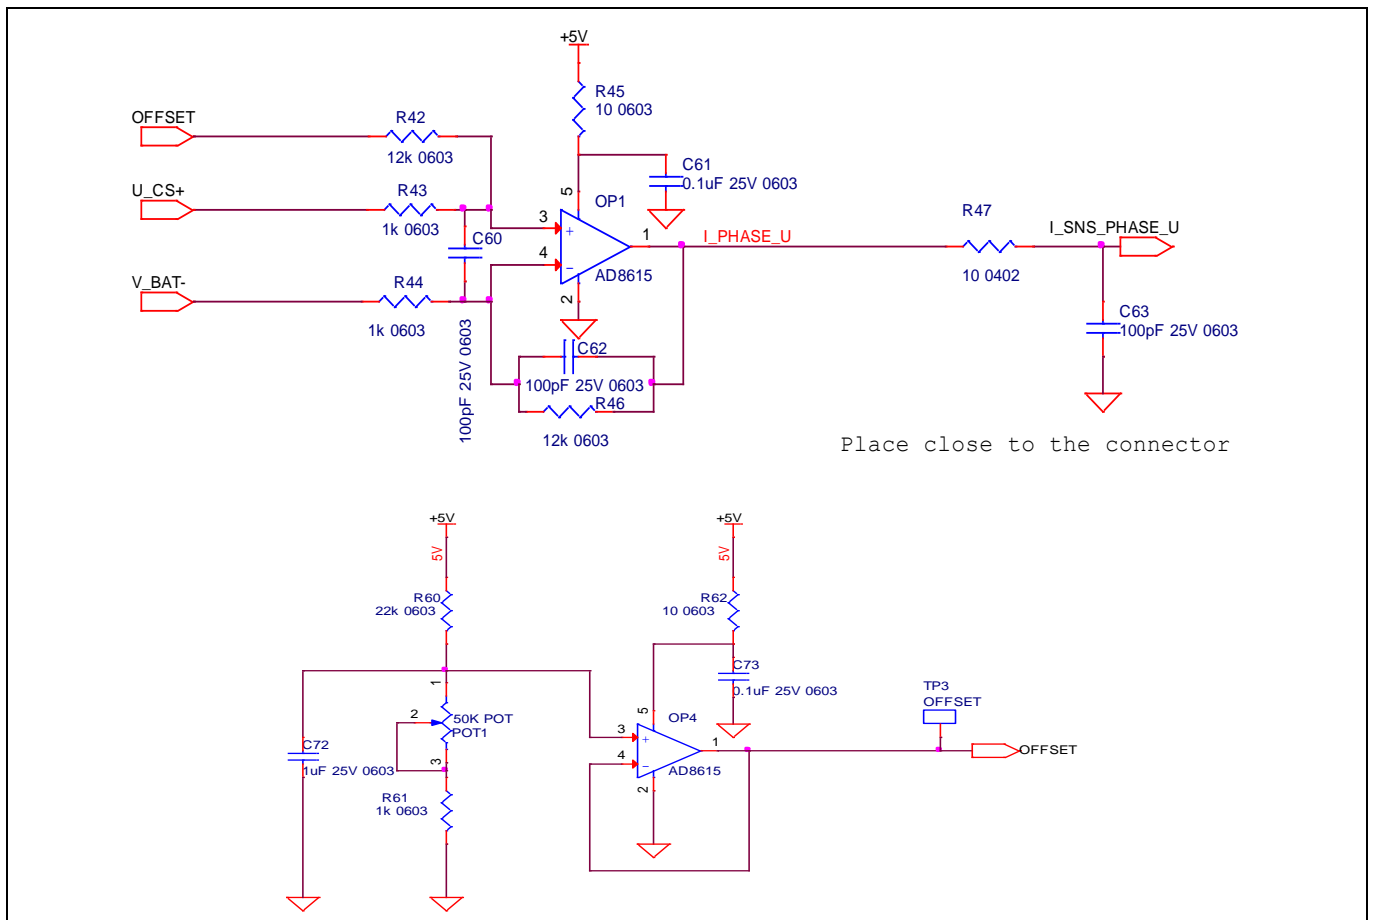 +5V
R45
10 0603
OFFSET
R42
12k 0603
C61
0.1uF 25V 0603
U_CS+
R43
1k 0603
C60
100pF 25V 0603
5
OP1
3
+
4
−
1
2
AD8615
I_PHASE_U
R47
10 0402
I_SNS_PHASE_U
V_BAT-
R44
1k 0603
C62
100pF 25V 0603
R46
12k 0603
C63
100pF 25V 0603
Place close to the connector
+5V
5V
R60
22k 0603
+5V
5V
R62
10 0603
C73
0.1uF 25V 0603
1
2
50K POT
POT1
3
C72
1uF 25V 0603
R61
1k 0603
5
OP4
3
+
4
−
1
2
AD8615
TP3
OFFSET
OFFSET